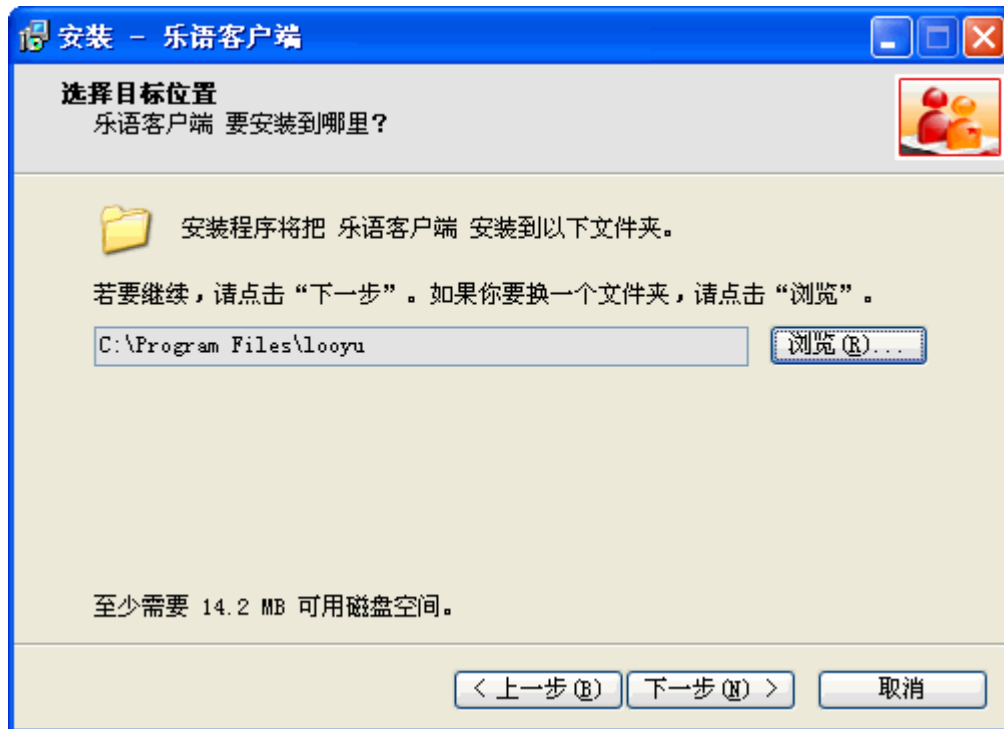 安装 - 乐语客户端
选择目标位置
乐语客户端 要安装到哪里？
安装程序将把 乐语客户端 安装到以下文件夹。
若要继续，请点击“下一步”。如果你要换一个文件夹，请点击“浏览”。
C:\Program Files\looyu
浏览(R)...
至少需要 14.2 MB 可用磁盘空间。
< 上一步(B) 下一步(N) > 取消